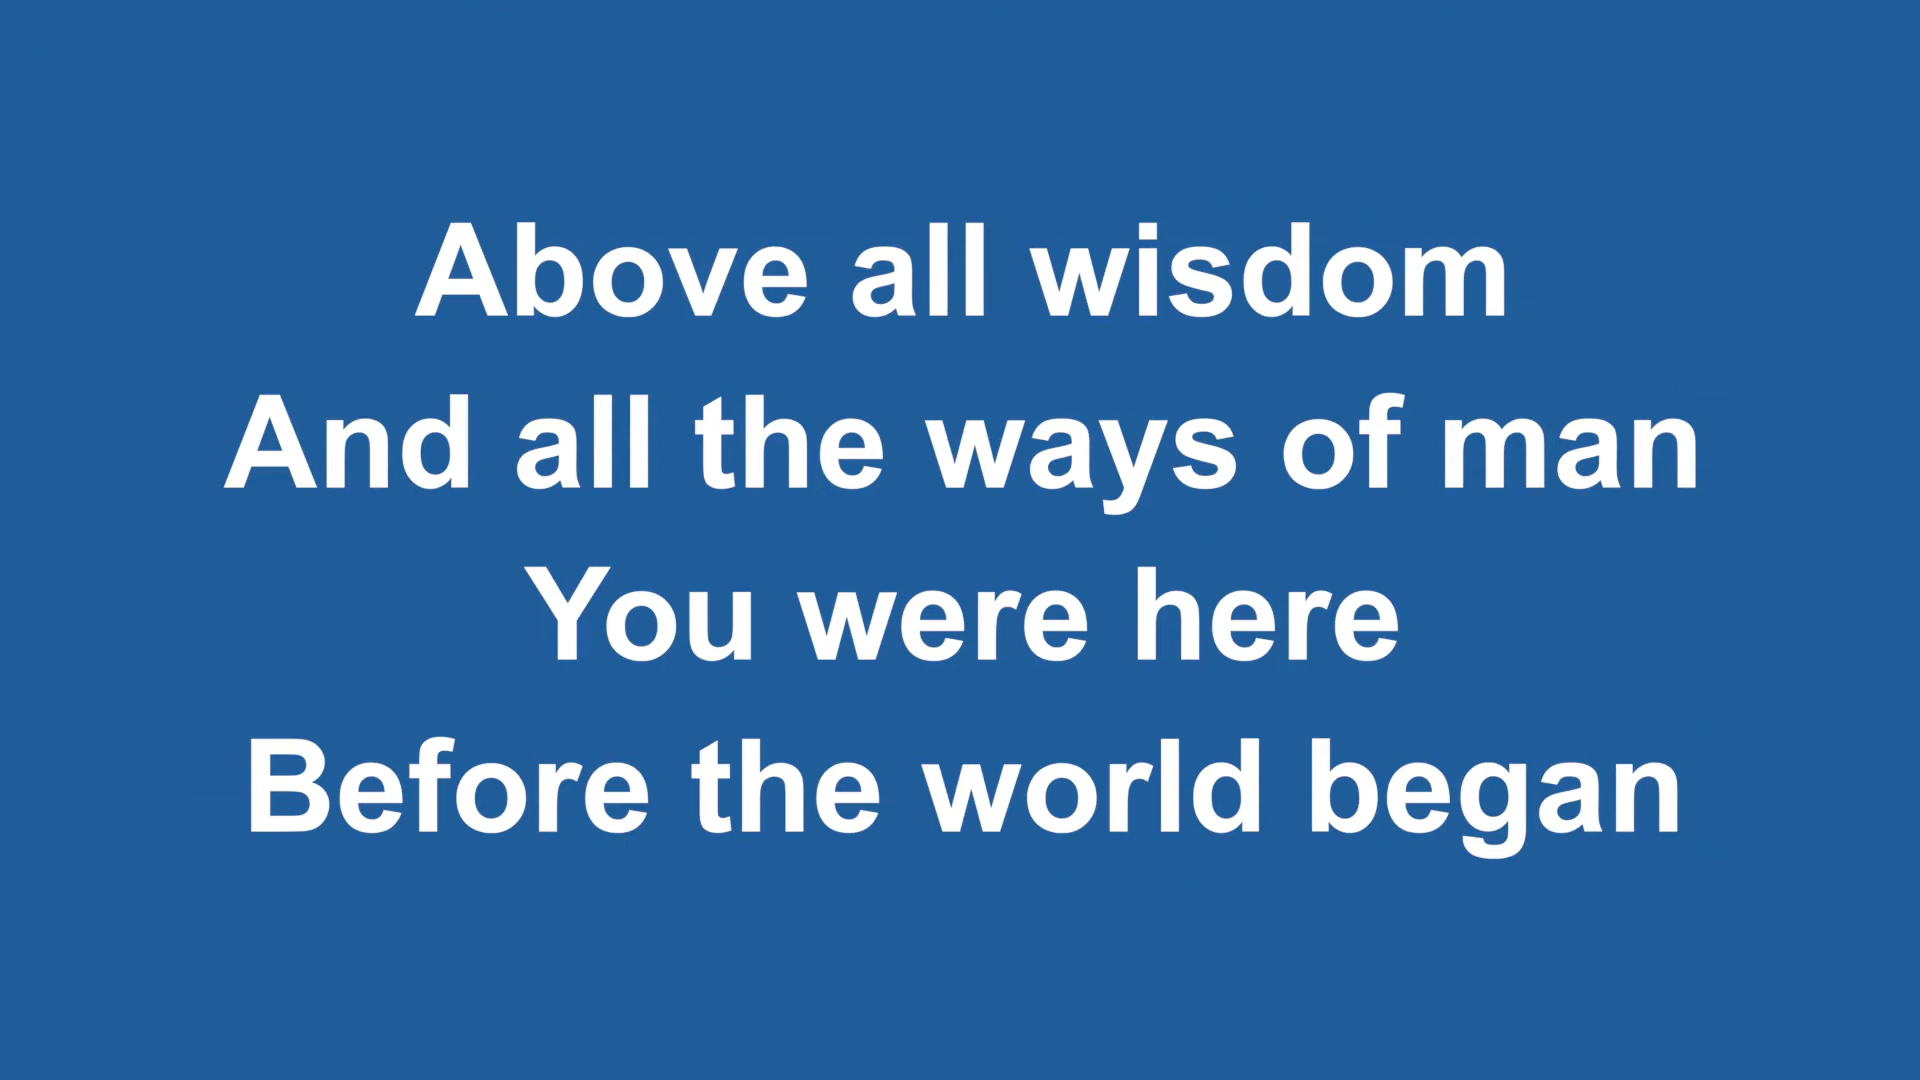 Above all wisdom
And all the ways of man
You were here
Before the world began